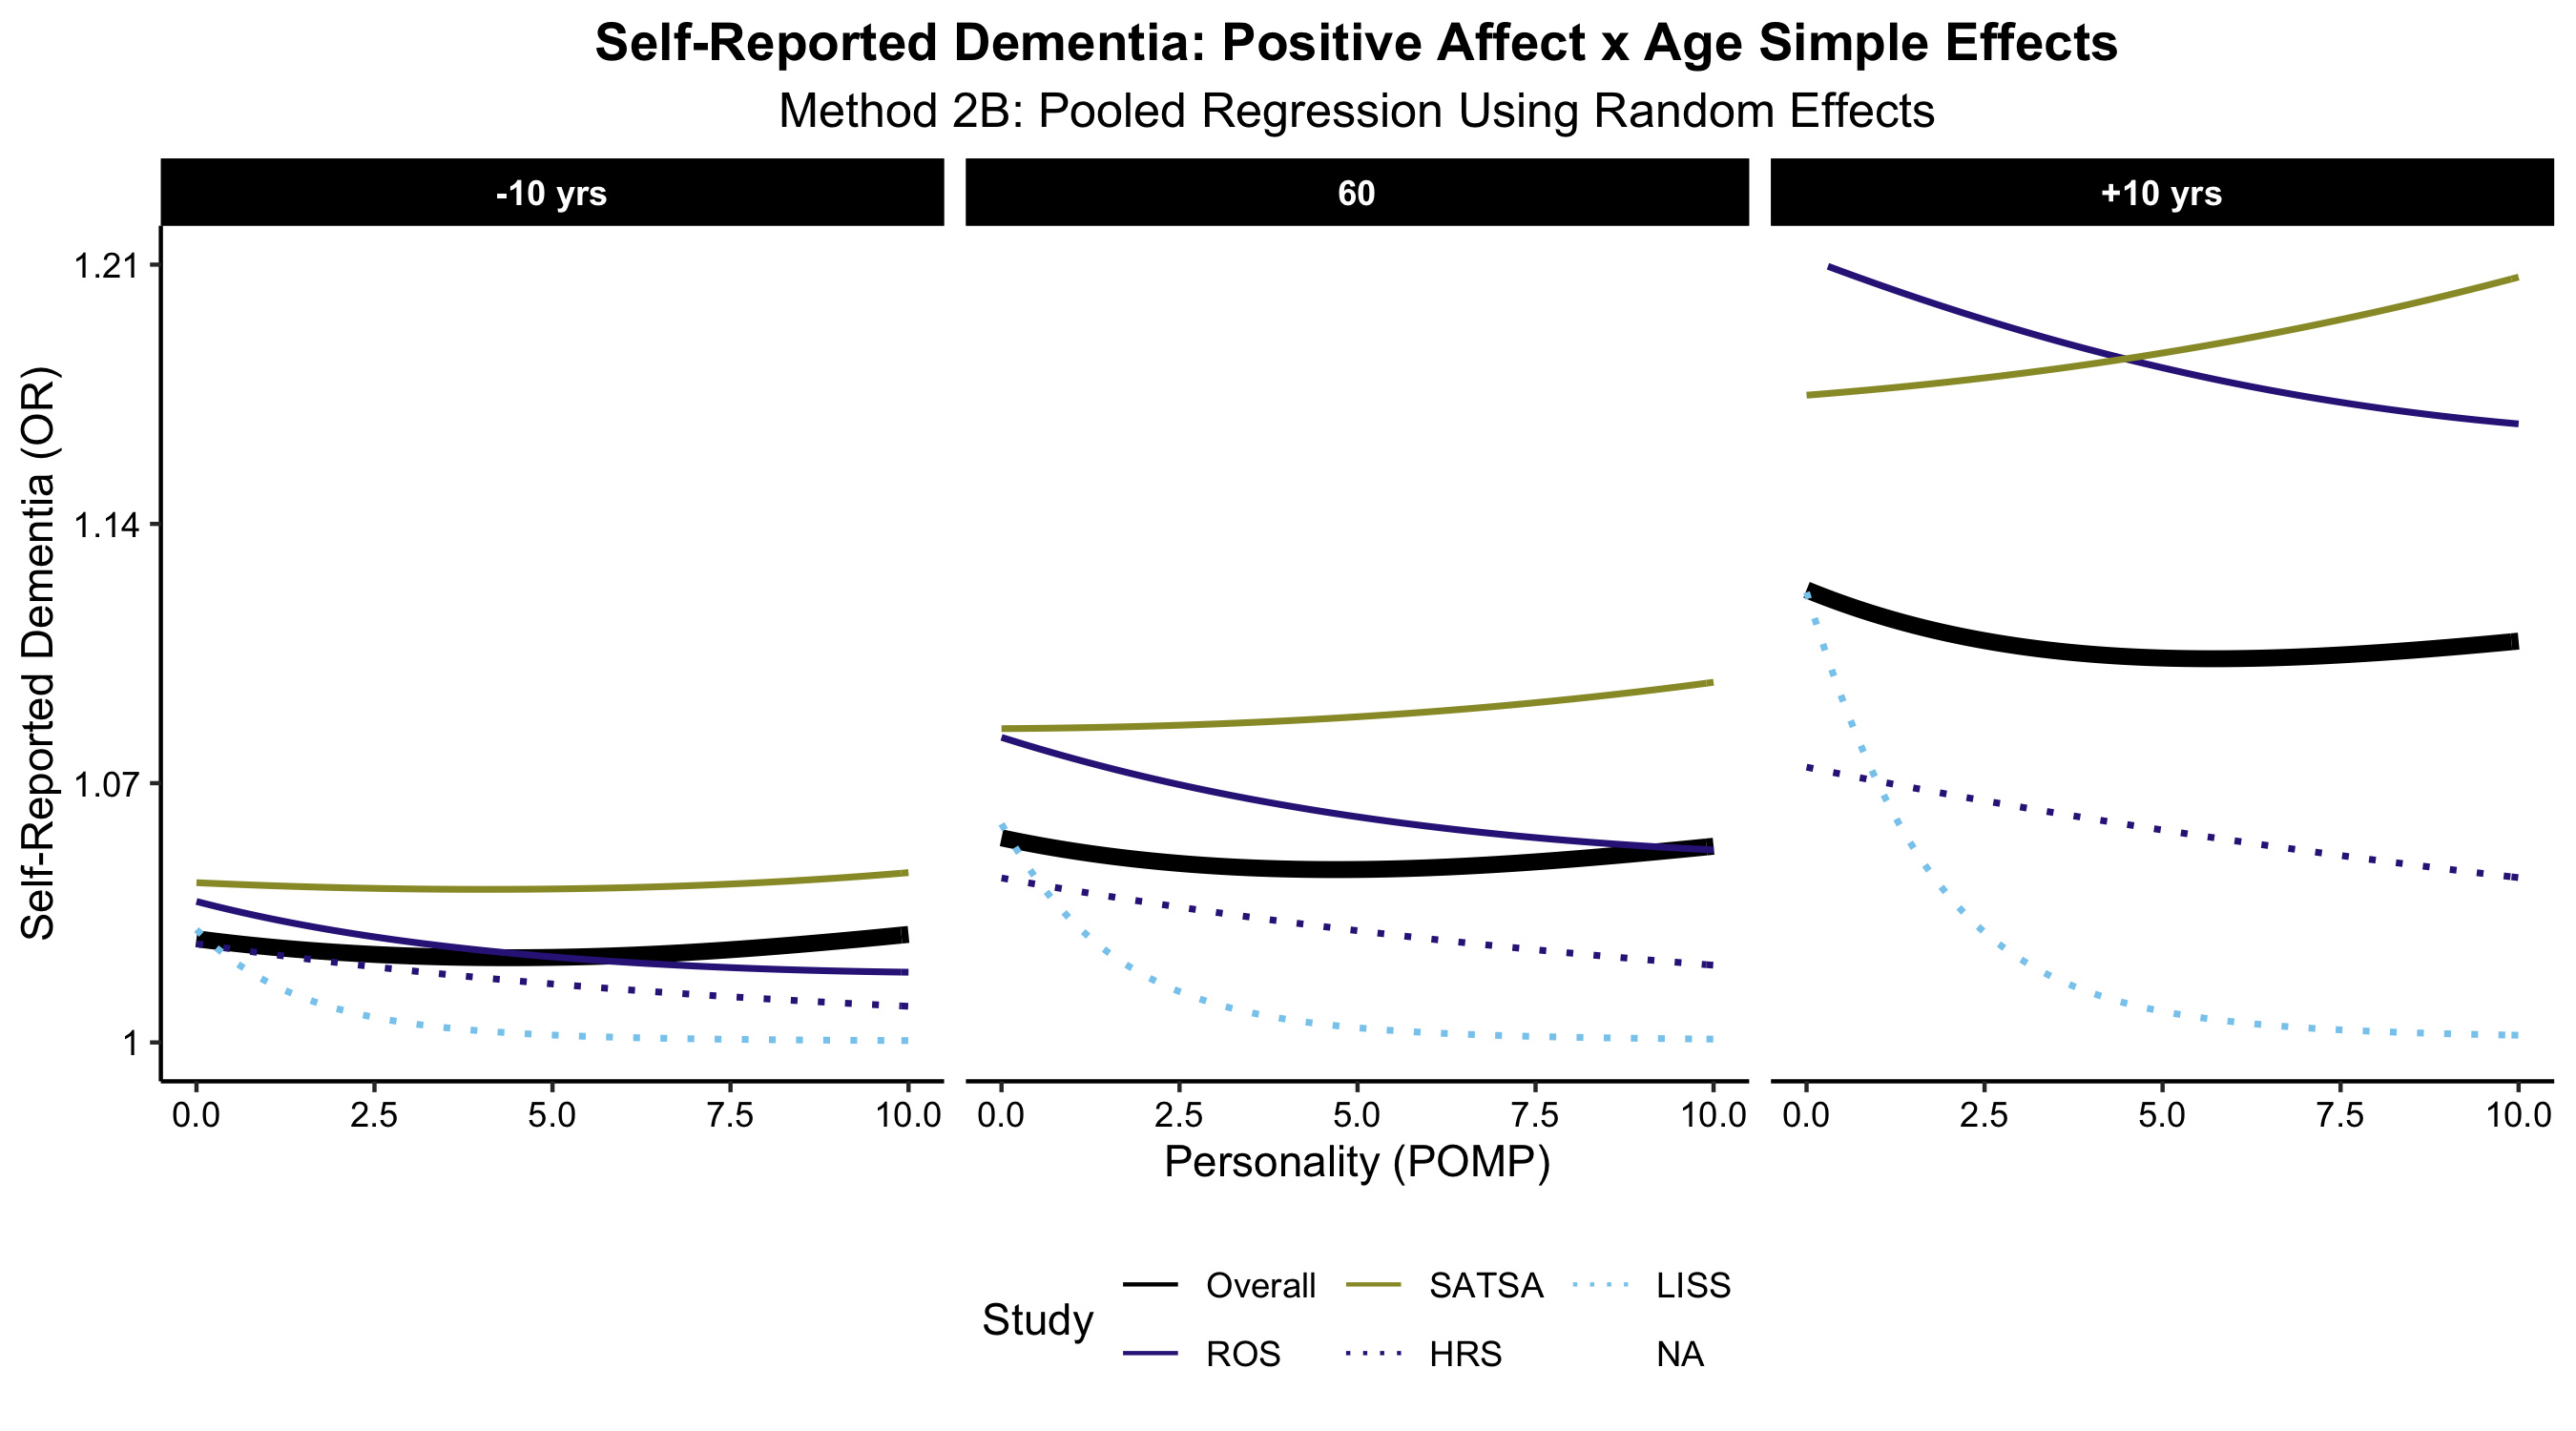 Self-Reported Dementia: Positive Affect x Age Simple Effects
Method 2B: Pooled Regression Using Random Effects
-10 yrs
60
+10 yrs
Self-Reported Dementia (OR)
1.21
1.14
1.07
1
0.0 2.5 5.0 7.5 10.0
0.0 2.5 5.0 7.5 10.0
0.0 2.5 5.0 7.5 10.0
Personality (POMP)
Study
Overall SATSA LISS
ROS HRS NA